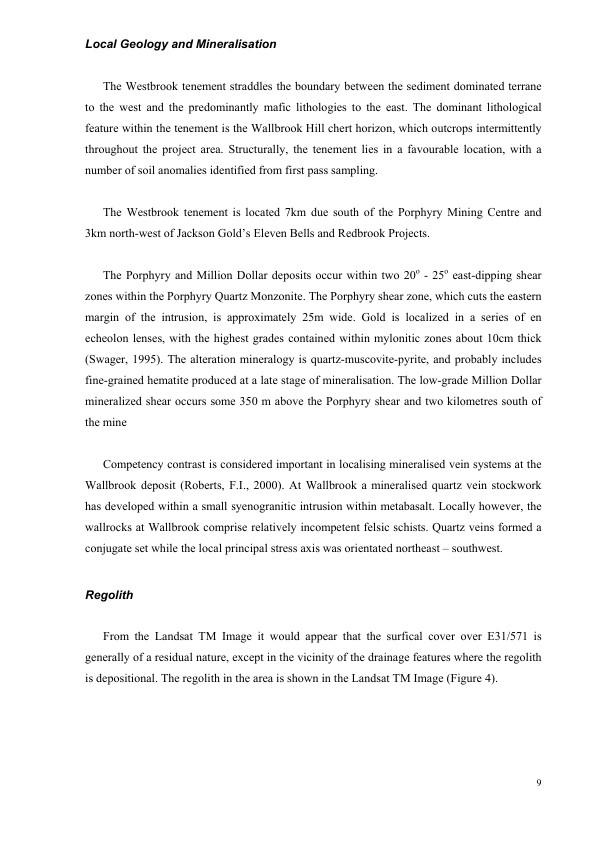 Local Geology and Mineralisation
The Westbrook tenement straddles the boundary between the sediment dominated terrane
to the west and the predominantly mafic lithologies to the east. The dominant lithological
feature within the tenement is the Wallbrook Hill chert horizon, which outcrops intermittently
throughout the project area. Structurally, the tenement lies in a favourable location, with a
number of soil anomalies identified from first pass sampling.
The Westbrook tenement is located 7km due south of the Porphyry Mining Centre and
3km north-west of Jackson Gold’s Eleven Bells and Redbrook Projects.
The Porphyry and Million Dollar deposits occur within two 20° - 25° east-dipping shear
zones within the Porphyry Quartz Monzonite. The Porphyry shear zone, which cuts the eastern
margin of the intrusion, is approximately 25m wide. Gold is localized in a series of en
echeolon lenses, with the highest grades contained within mylonitic zones about 10cm thick
(Swager, 1995). The alteration mineralogy is quartz-muscovite-pyrite, and probably includes
fine-grained hematite produced at a late stage of mineralisation. The low-grade Million Dollar
mineralized shear occurs some 350 m above the Porphyry shear and two kilometres south of
the mine
Competency contrast is considered important in localising mineralised vein systems at the
Wallbrook deposit (Roberts, F.I., 2000). At Wallbrook a mineralised quartz vein stockwork
has developed within a small syenogranitic intrusion within metabasalt. Locally however, the
wallrocks at Wallbrook comprise relatively incompetent felsic schists. Quartz veins formed a
conjugate set while the local principal stress axis was orientated northeast – southwest.
Regolith
From the Landsat TM Image it would appear that the surfical cover over E31/571 is
generally of a residual nature, except in the vicinity of the drainage features where the regolith
is depositional. The regolith in the area is shown in the Landsat TM Image (Figure 4).
9